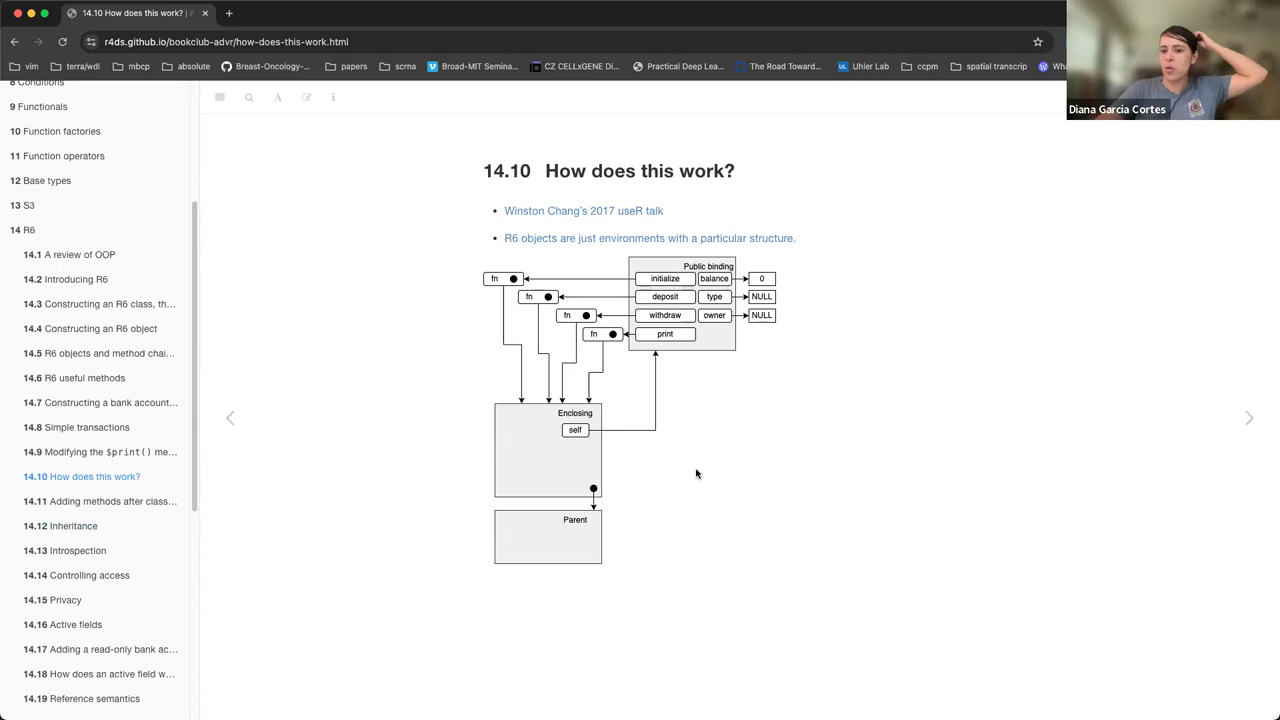 14.10 How does this work? | A
r4ds.github.io/bookclub-advr/how-does-this-work.html
vim
terra/wdl
mbcp
absolute
Breast-Oncology-...
papers
scrna
Broad-MIT Semina...
CZ CELLxGENE Di...
Practical Deep Lea...
The Road Toward...
Uhler Lab
ccpm
spatial transcrip
Wha
Diana Garcia Cortes
8 Conditions
9 Functionals
10 Function factories
11 Function operators
12 Base types
13 S3
14 R6
14.1 A review of OOP
14.2 Introducing R6
14.3 Constructing an R6 class, th...
14.4 Constructing an R6 object
14.5 R6 objects and method chai...
14.6 R6 useful methods
14.7 Constructing a bank account...
14.8 Simple transactions
14.9 Modifying the $print() me...
14.10 How does this work?
14.11 Adding methods after class...
14.12 Inheritance
14.13 Introspection
14.14 Controlling access
14.15 Privacy
14.16 Active fields
14.17 Adding a read-only bank ac...
14.18 How does an active field w...
14.19 Reference semantics
14.10 How does this work?
• Winston Chang's 2017 useR talk
• R6 objects are just environments with a particular structure.
Public binding
fn initialize balance 0
fn deposit type NULL
fn withdraw owner NULL
fn print
Enclosing
self
Parent